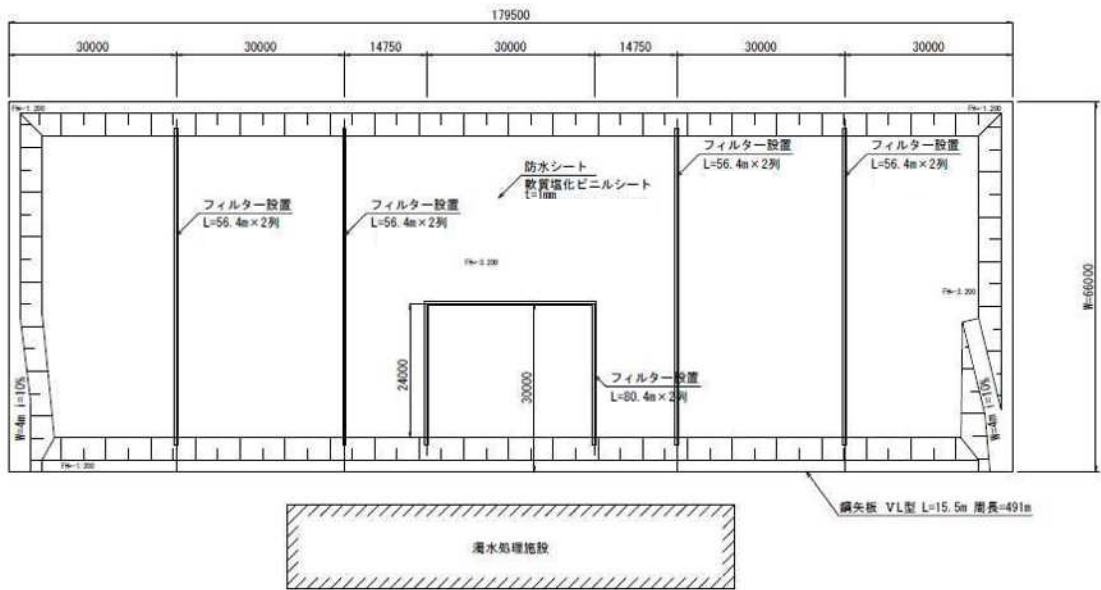 179500
30000
30000
14750
30000
14750
30000
30000
FH=-1.200
FH=-1.200
フィルター設置
L=56.4m×2列
フィルター設置
L=56.4m×2列
防水シート
軟質塩化ビニルシート
t=1mm
フィルター設置
L=56.4m×2列
フィルター設置
L=56.4m×2列
FH=-3.200
FH=-3.200
W=66000
24000
30000
フィルター設置
L=80.4m×2列
W=4m i=10%
W=4m i=10%
FH=-1.200
鋼矢板 ⅤL型 L=15.5m 周長=491m
濁水処理施設